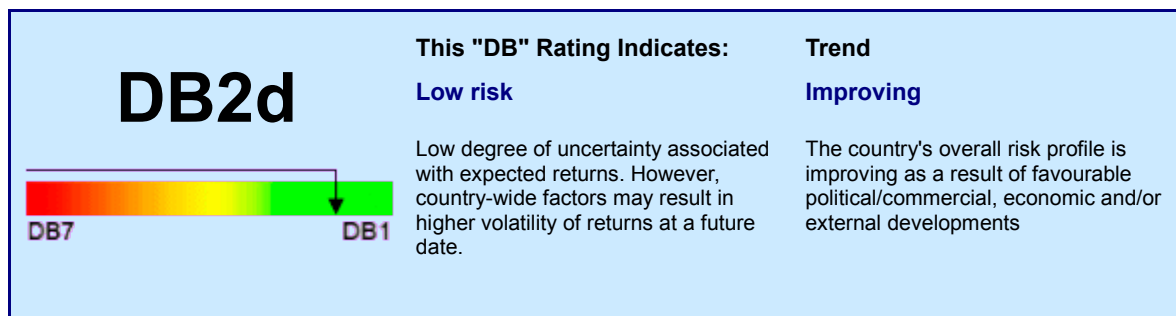 DB2d
DB7
DB1
This "DB" Rating Indicates:
Low risk
Low degree of uncertainty associated
with expected returns. However,
country-wide factors may result in
higher volatility of returns at a future
date.
Trend
Improving
The country's overall risk profile is
improving as a result of favourable
political/commercial, economic and/or
external developments